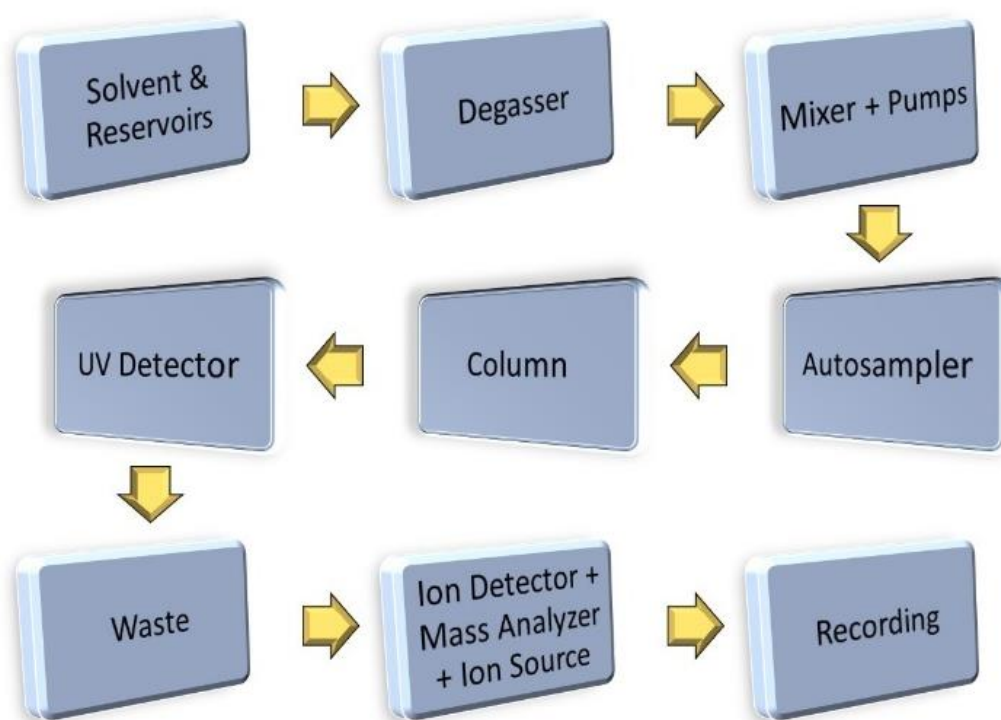 Solvent &
Reservoirs
Degasser
Mixer + Pumps
Autosampler
Column
UV Detector
Waste
Ion Detector +
Mass Analyzer
+ Ion Source
Recording